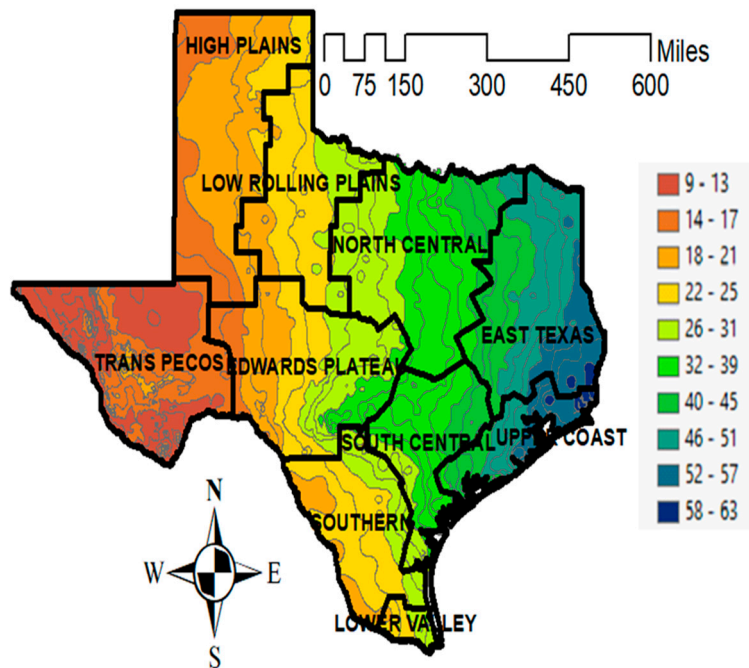 HIGH PLAINS
Miles
0 75 150 300 450 600
LOW ROLLING PLAINS
NORTH CENTRAL
EAST TEXAS
TRANS PECOS
EDWARDS PLATEAU
SOUTH CENTRAL
UPPER COAST
SOUTHERN
LOWER VALLEY
9 - 13
14 - 17
18 - 21
22 - 25
26 - 31
32 - 39
40 - 45
46 - 51
52 - 57
58 - 63
N
W E
S